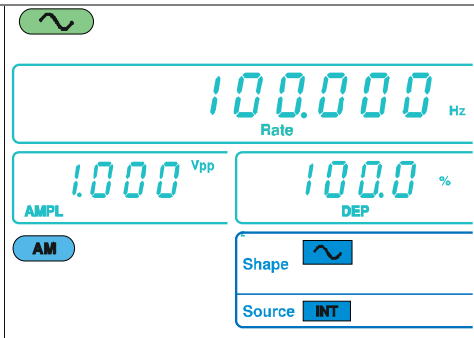 100.000 Hz
Rate
1.000 Vpp
AMPL
100.0 %
DEP
AM
Shape
Source INT